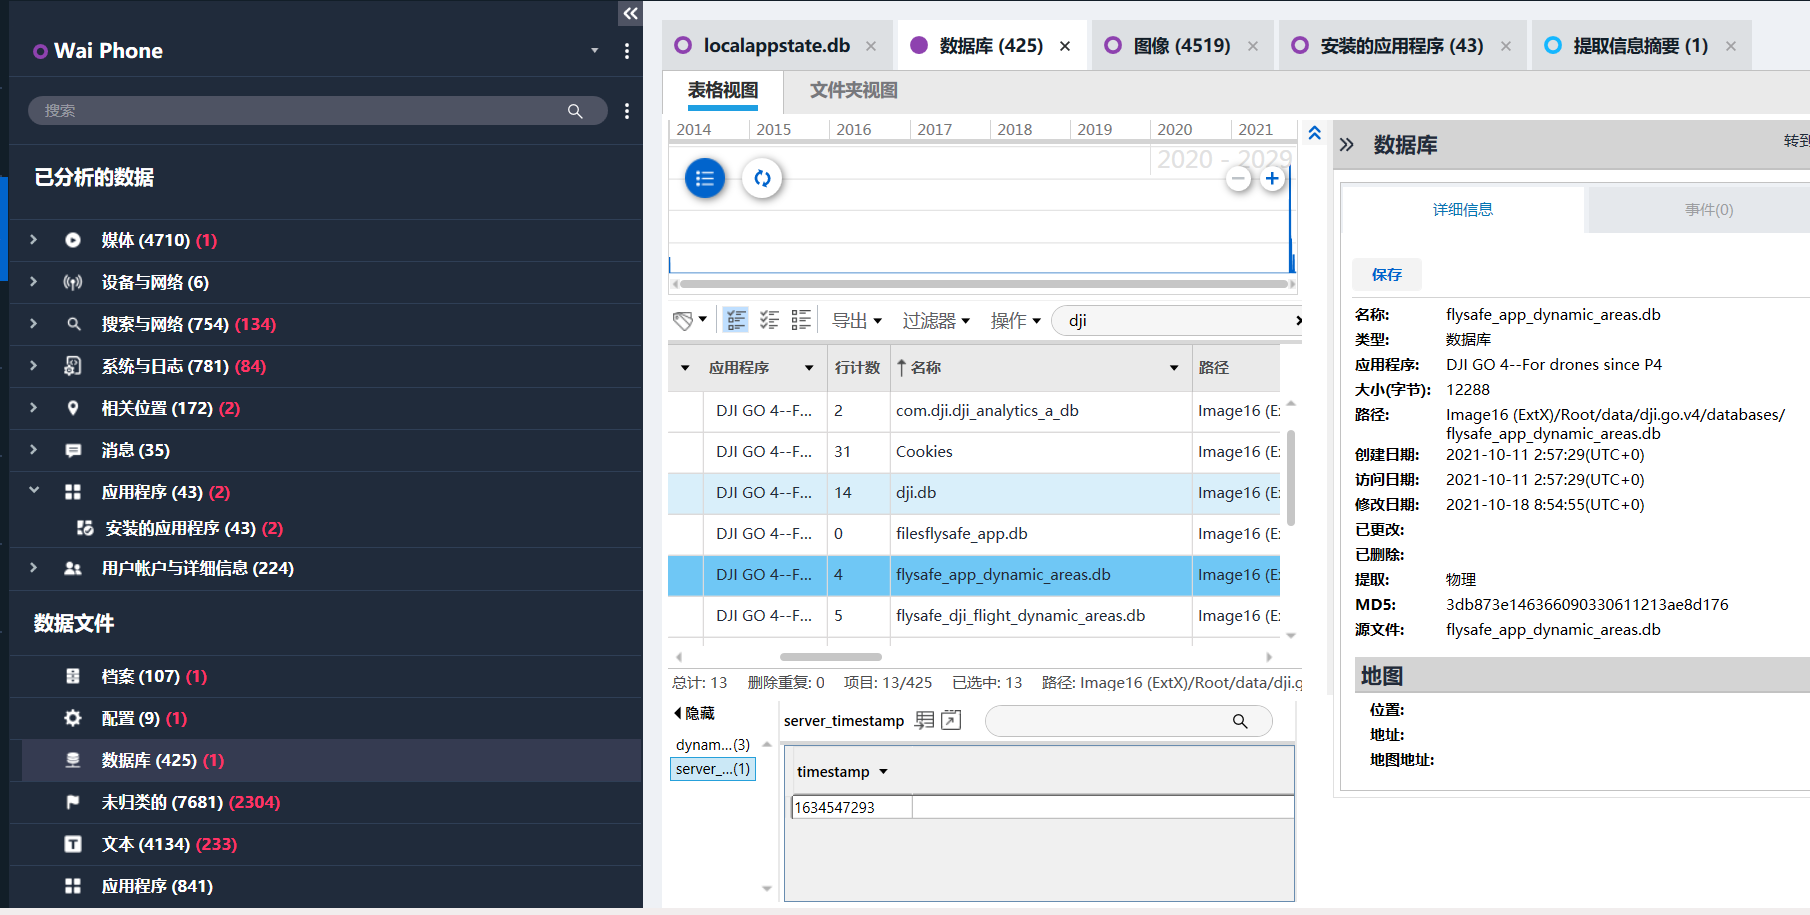 Wai Phone
搜索
已分析的数据
媒体 (4710) (1)
设备与网络 (6)
搜索与网络 (754) (134)
系统与日志 (781) (84)
相关位置 (172) (2)
消息 (35)
应用程序 (43) (2)
安装的应用程序 (43) (2)
用户帐户与详细信息 (224)
数据文件
档案 (107) (1)
配置 (9) (1)
数据库 (425) (1)
未归类的 (7681) (2304)
文本 (4134) (233)
应用程序 (841)
localappstate.db ×
数据库 (425) ×
图像 (4519) ×
安装的应用程序 (43) ×
提取信息摘要 (1) ×
表格视图 文件夹视图
2014 2015 2016 2017 2018 2019 2020 2021
2020 - 2029
导出 过滤器 操作 dji
应用程序 行计数 名称 路径
DJI GO 4--F... 2 com.dji.dji_analytics_a_db Image16 (E
DJI GO 4--F... 31 Cookies Image16 (E
DJI GO 4--F... 14 dji.db Image16 (E
DJI GO 4--F... 0 filesflysafe_app.db Image16 (E
DJI GO 4--F... 4 flysafe_app_dynamic_areas.db Image16 (E
DJI GO 4--F... 5 flysafe_dji_flight_dynamic_areas.db Image16 (E
总计: 13 删除重复: 0 项目: 13/425 已选中: 13 路径: Image16 (ExtX)/Root/data/dji.g
隐藏
dynam...(3)
server_...(1)
server_timestamp
timestamp
1634547293
数据库 转到
详细信息 事件(0)
保存
名称: flysafe_app_dynamic_areas.db
类型: 数据库
应用程序: DJI GO 4--For drones since P4
大小(字节): 12288
路径: Image16 (ExtX)/Root/data/dji.go.v4/databases/
flysafe_app_dynamic_areas.db
创建日期: 2021-10-11 2:57:29(UTC+0)
访问日期: 2021-10-11 2:57:29(UTC+0)
修改日期: 2021-10-18 8:54:55(UTC+0)
已更改:
已删除:
提取: 物理
MD5: 3db873e146366090330611213ae8d176
源文件: flysafe_app_dynamic_areas.db
地图
位置:
地址:
地图地址: